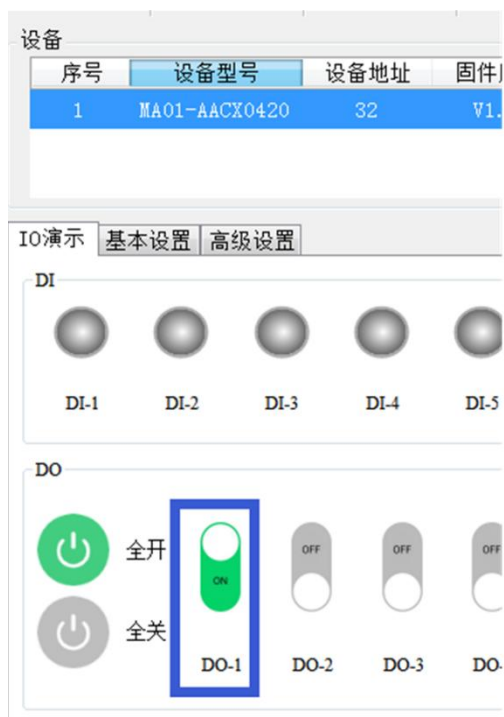 设备
序号 设备型号 设备地址 固件
1 MA01-AACX0420 32 V1.
IO演示 基本设置 高级设置
DI
DI-1 DI-2 DI-3 DI-4 DI-5
DO
全开 ON OFF OFF OFF
全关
DO-1 DO-2 DO-3 DO-